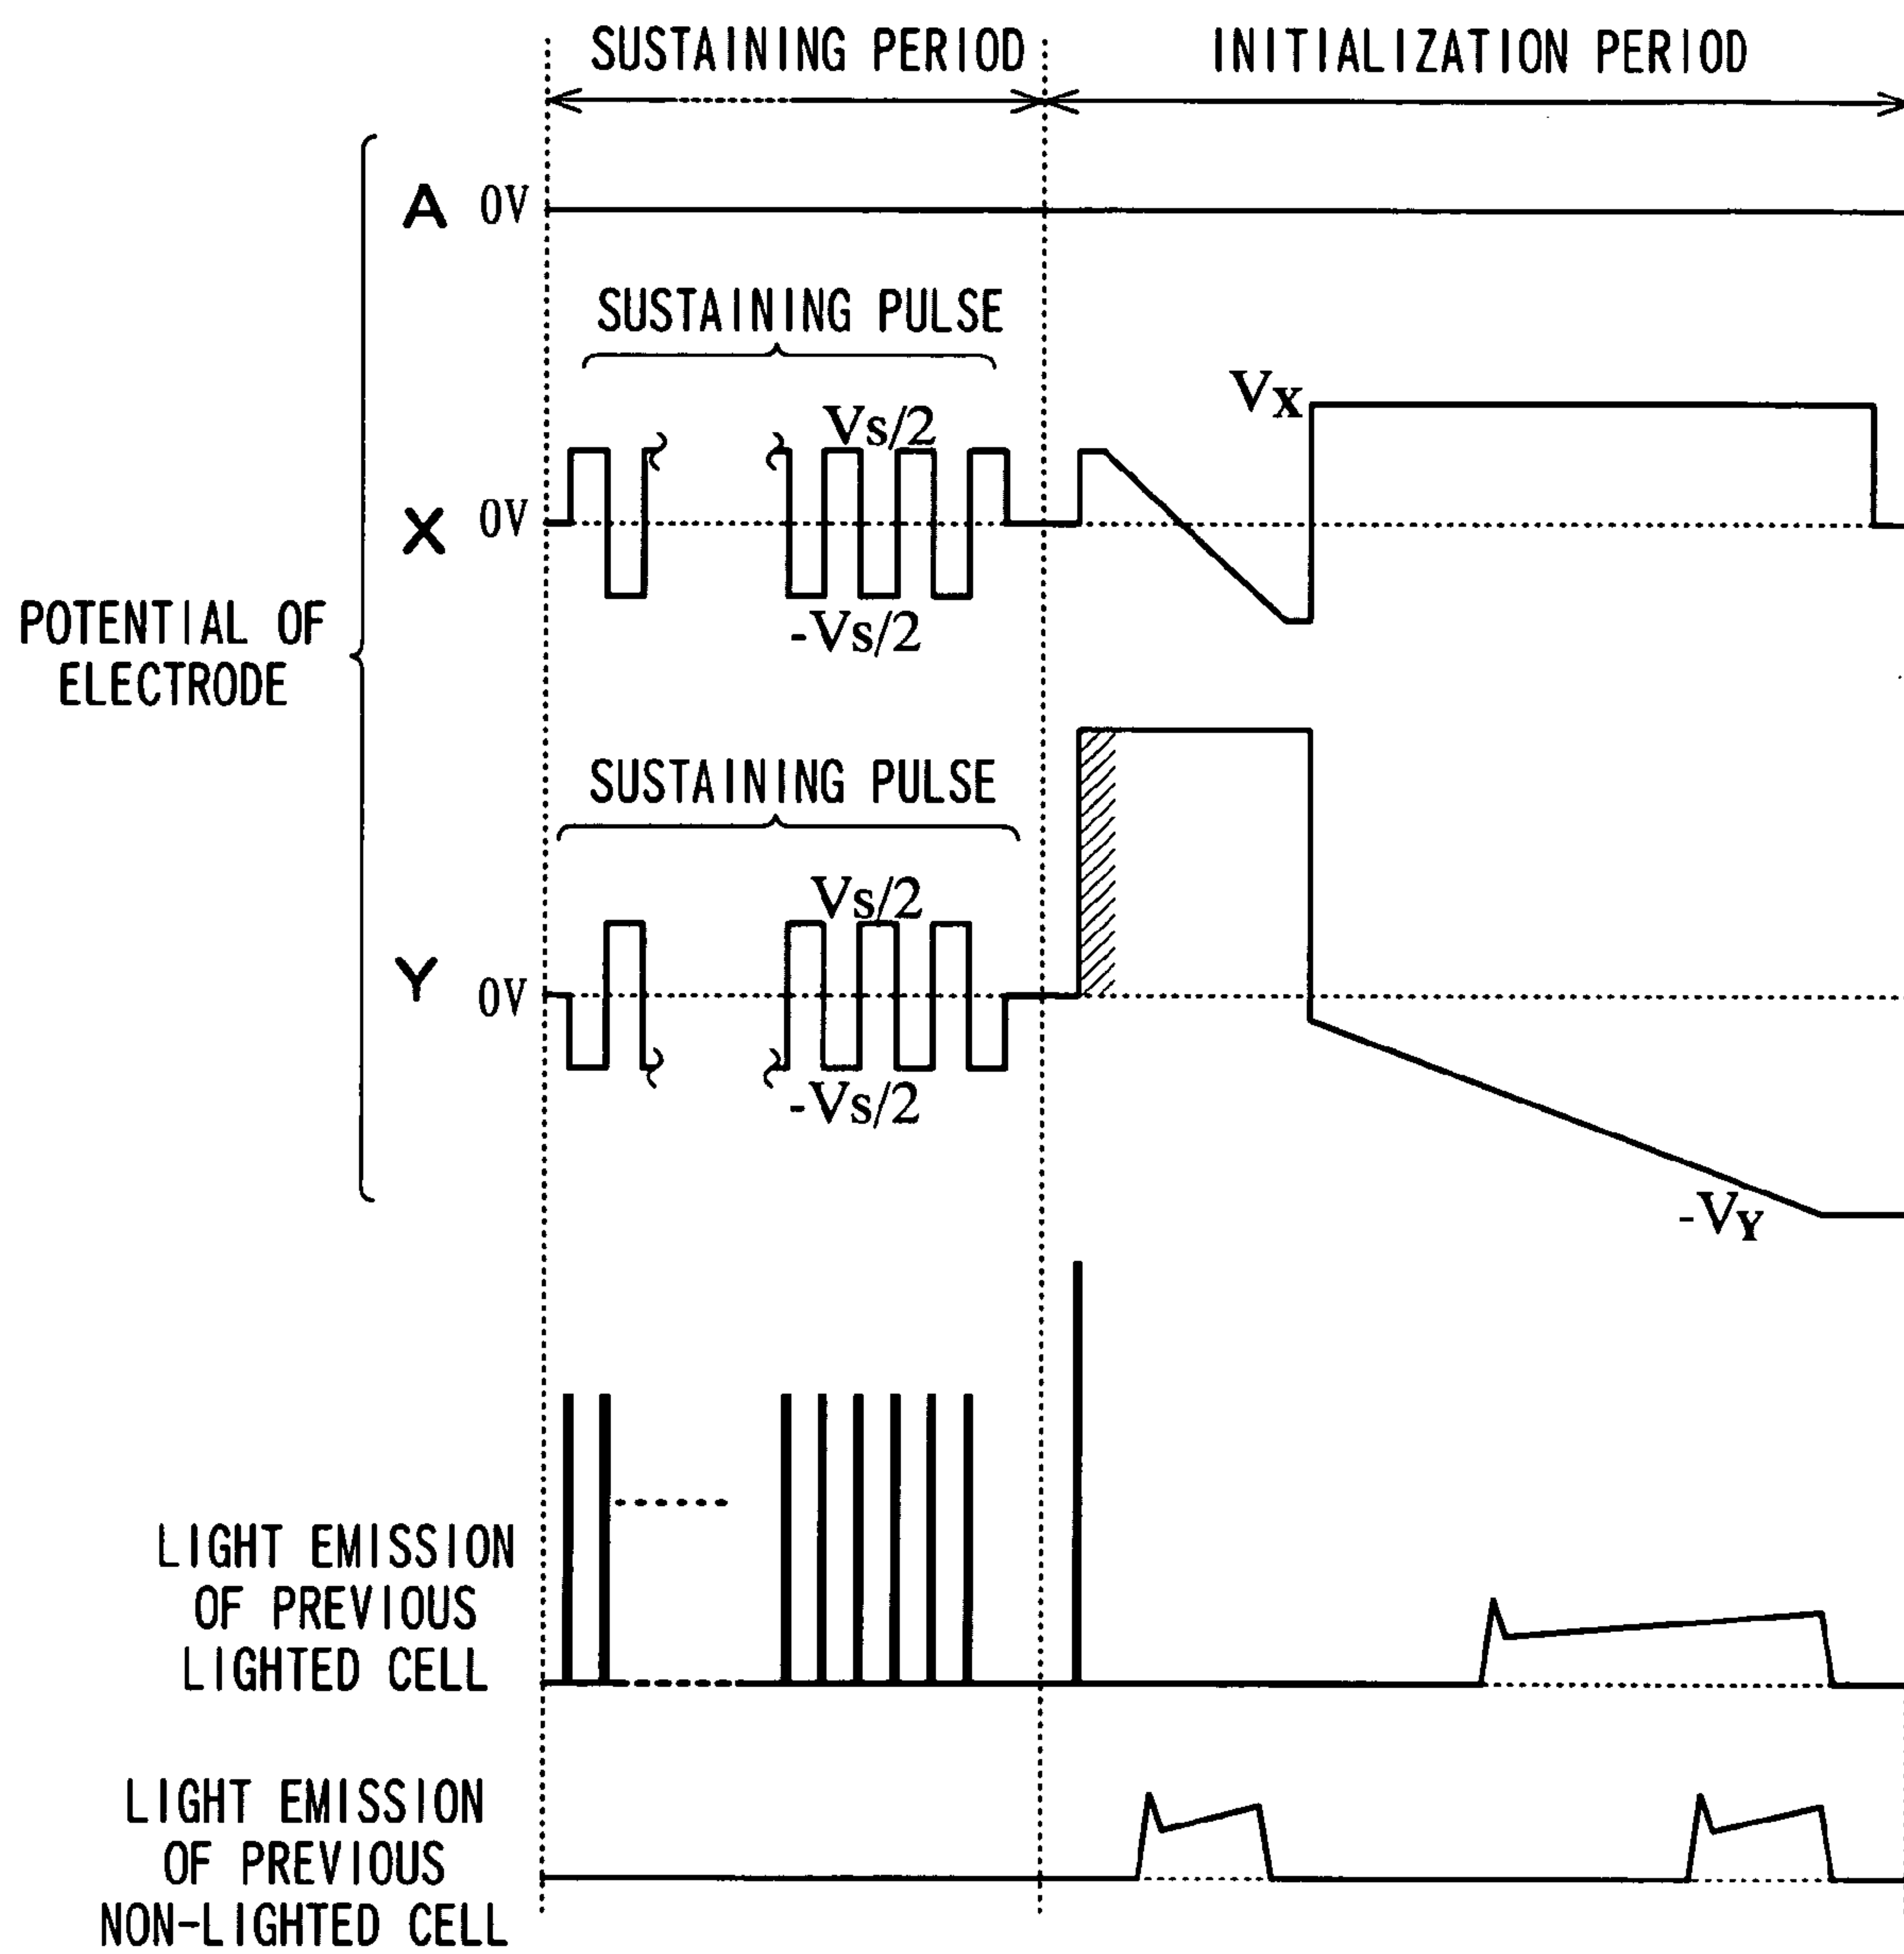 SUSTAINING PERIOD
INITIALIZATION PERIOD
A 0V
SUSTAINING PULSE
Vs/2
VX
X 0V
-Vs/2
POTENTIAL OF
ELECTRODE
SUSTAINING PULSE
Vs/2
Y 0V
-Vs/2
-VY
LIGHT EMISSION
OF PREVIOUS
LIGHTED CELL
LIGHT EMISSION
OF PREVIOUS
NON-LIGHTED CELL